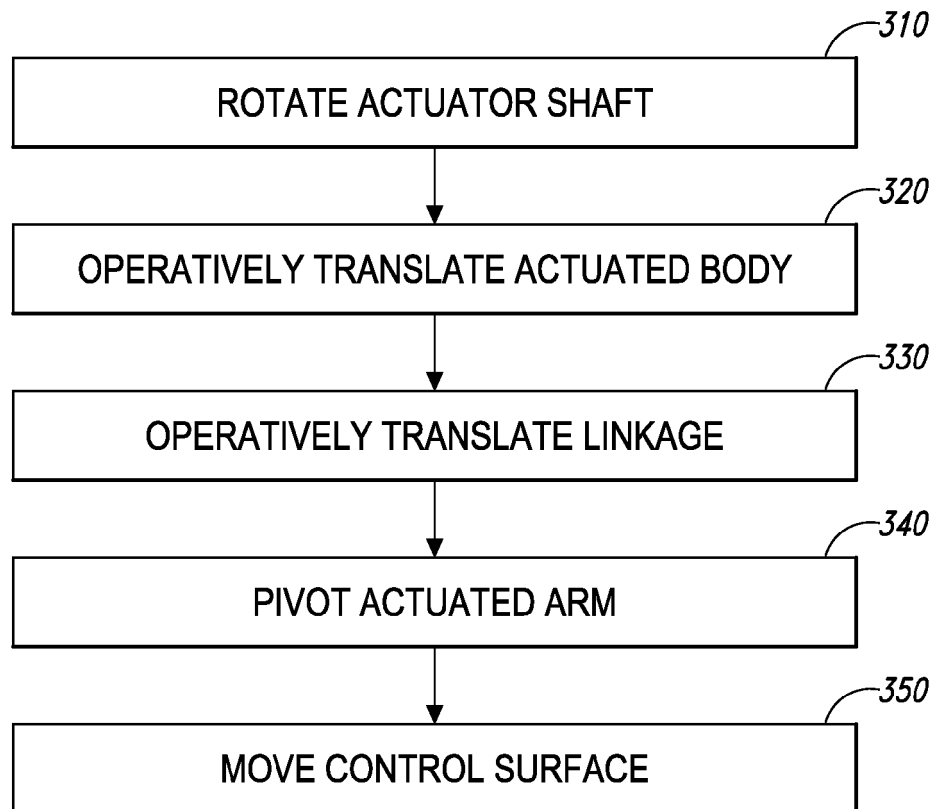 310
ROTATE ACTUATOR SHAFT
320
OPERATIVELY TRANSLATE ACTUATED BODY
330
OPERATIVELY TRANSLATE LINKAGE
340
PIVOT ACTUATED ARM
350
MOVE CONTROL SURFACE